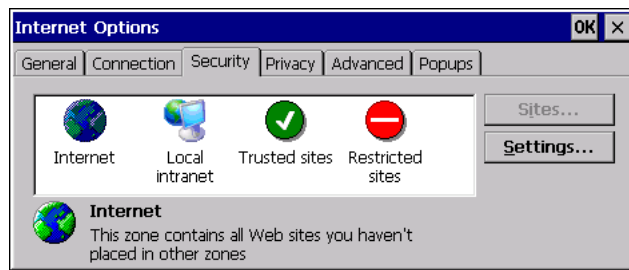 Internet Options OK ×
General Connection Security Privacy Advanced Popups
Internet Local intranet Trusted sites Restricted sites
Sites...
Settings...
Internet
This zone contains all Web sites you haven't
placed in other zones